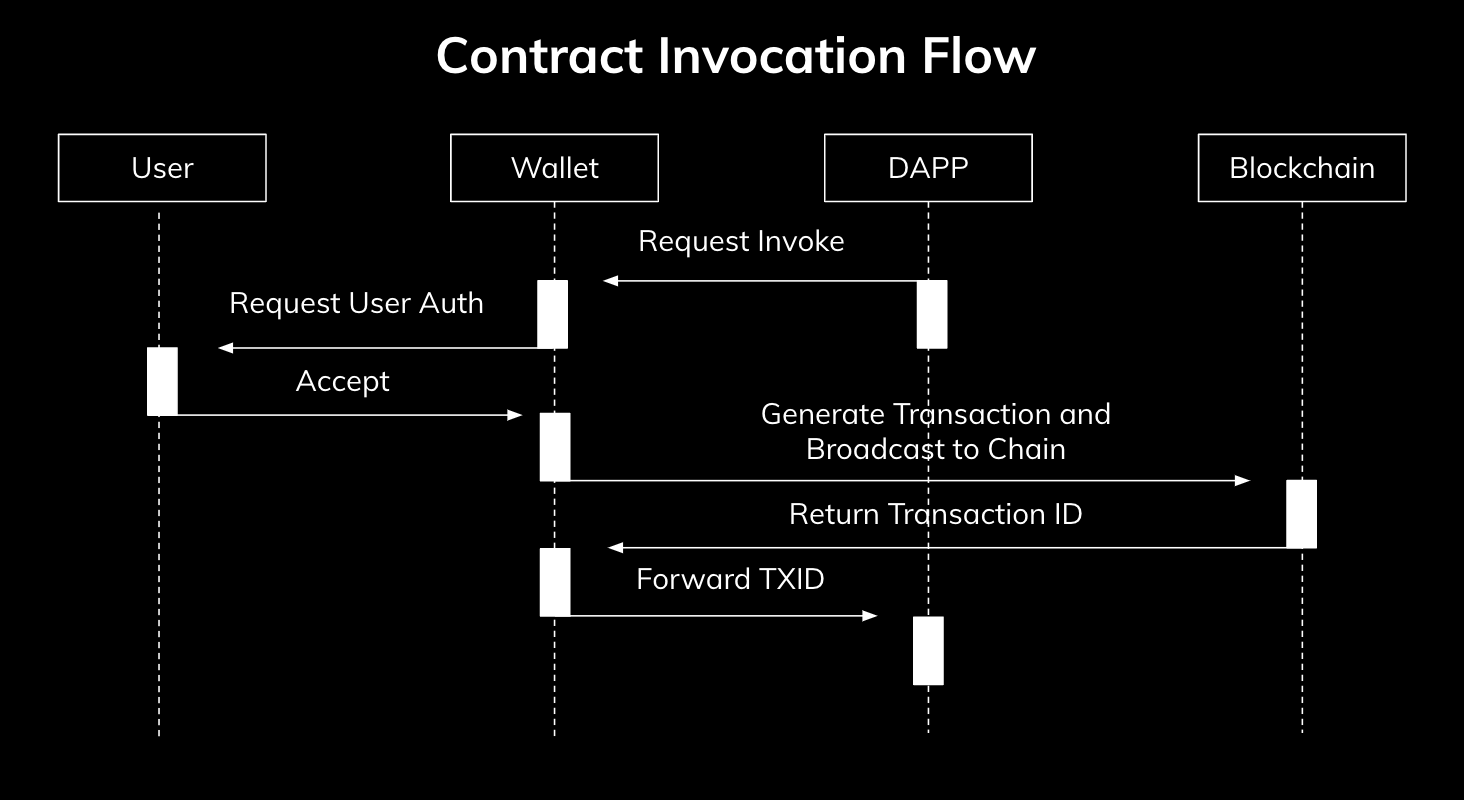 Contract Invocation Flow
User
Wallet
DAPP
Blockchain
Request Invoke
Request User Auth
Accept
Generate Transaction and
Broadcast to Chain
Return Transaction ID
Forward TXID